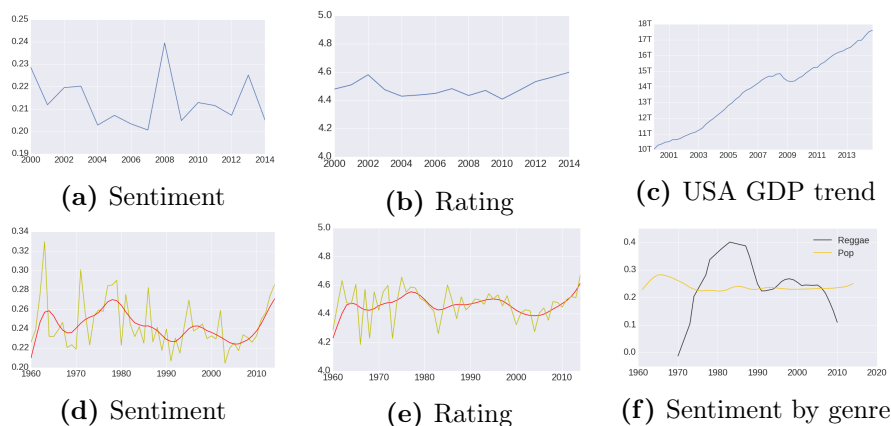 0.25
0.24
0.23
0.22
0.21
0.20
0.19
2000 2002 2004 2006 2008 2010 2012 2014
(a) Sentiment
5.0
4.8
4.6
4.4
4.2
4.0
2000 2002 2004 2006 2008 2010 2012 2014
(b) Rating
18T
17T
16T
15T
14T
13T
12T
11T
10T
2001 2003 2005 2007 2009 2011 2013
(c) USA GDP trend
0.34
0.32
0.30
0.28
0.26
0.24
0.22
0.20
1960 1970 1980 1990 2000 2010
(d) Sentiment
5.0
4.8
4.6
4.4
4.2
4.0
1960 1970 1980 1990 2000 2010
(e) Rating
Reggae
Pop
0.4
0.3
0.2
0.1
0.0
1960 1970 1980 1990 2000 2010 2020
(f) Sentiment by genre